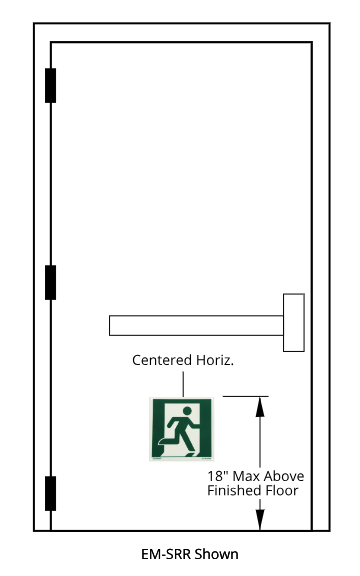 Centered Horiz.
18" Max Above
Finished Floor
EM-SRR Shown